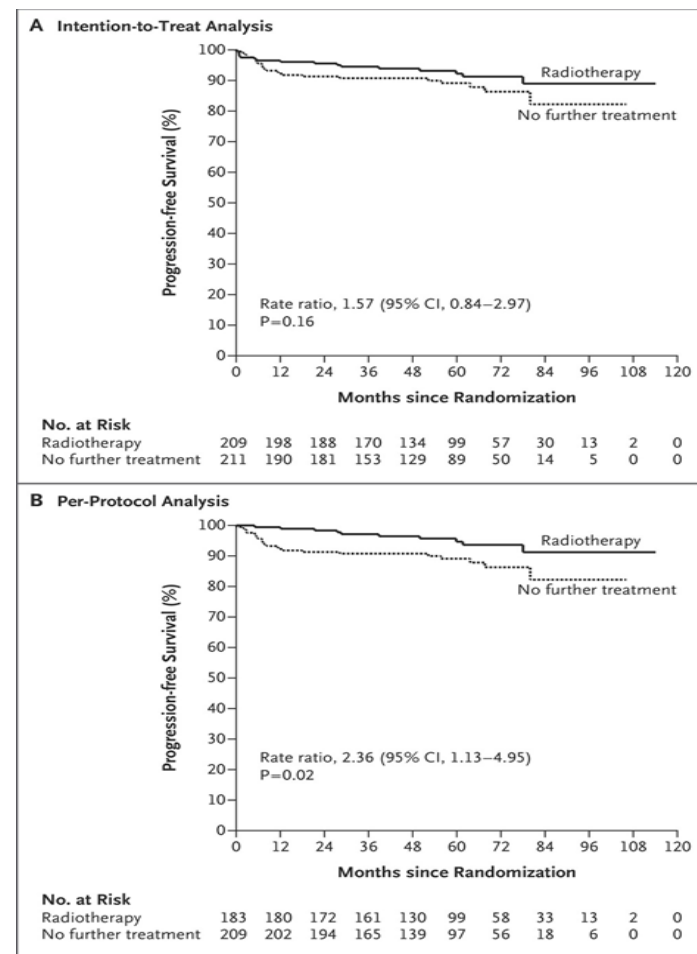 A Intention-to-Treat Analysis
100
90
80
70
60
50
40
30
20
10
0
Progression-free Survival (%)
Radiotherapy
No further treatment
Rate ratio, 1.57 (95% CI, 0.84–2.97)
P=0.16
0 12 24 36 48 60 72 84 96 108 120
Months since Randomization
No. at Risk
Radiotherapy 209 198 188 170 134 99 57 30 13 2 0
No further treatment 211 190 181 153 129 89 50 14 5 0 0
B Per-Protocol Analysis
100
90
80
70
60
50
40
30
20
10
0
Progression-free Survival (%)
Radiotherapy
No further treatment
Rate ratio, 2.36 (95% CI, 1.13–4.95)
P=0.02
0 12 24 36 48 60 72 84 96 108 120
Months since Randomization
No. at Risk
Radiotherapy 183 180 172 161 130 99 58 33 13 2 0
No further treatment 209 202 194 165 139 97 56 18 6 0 0